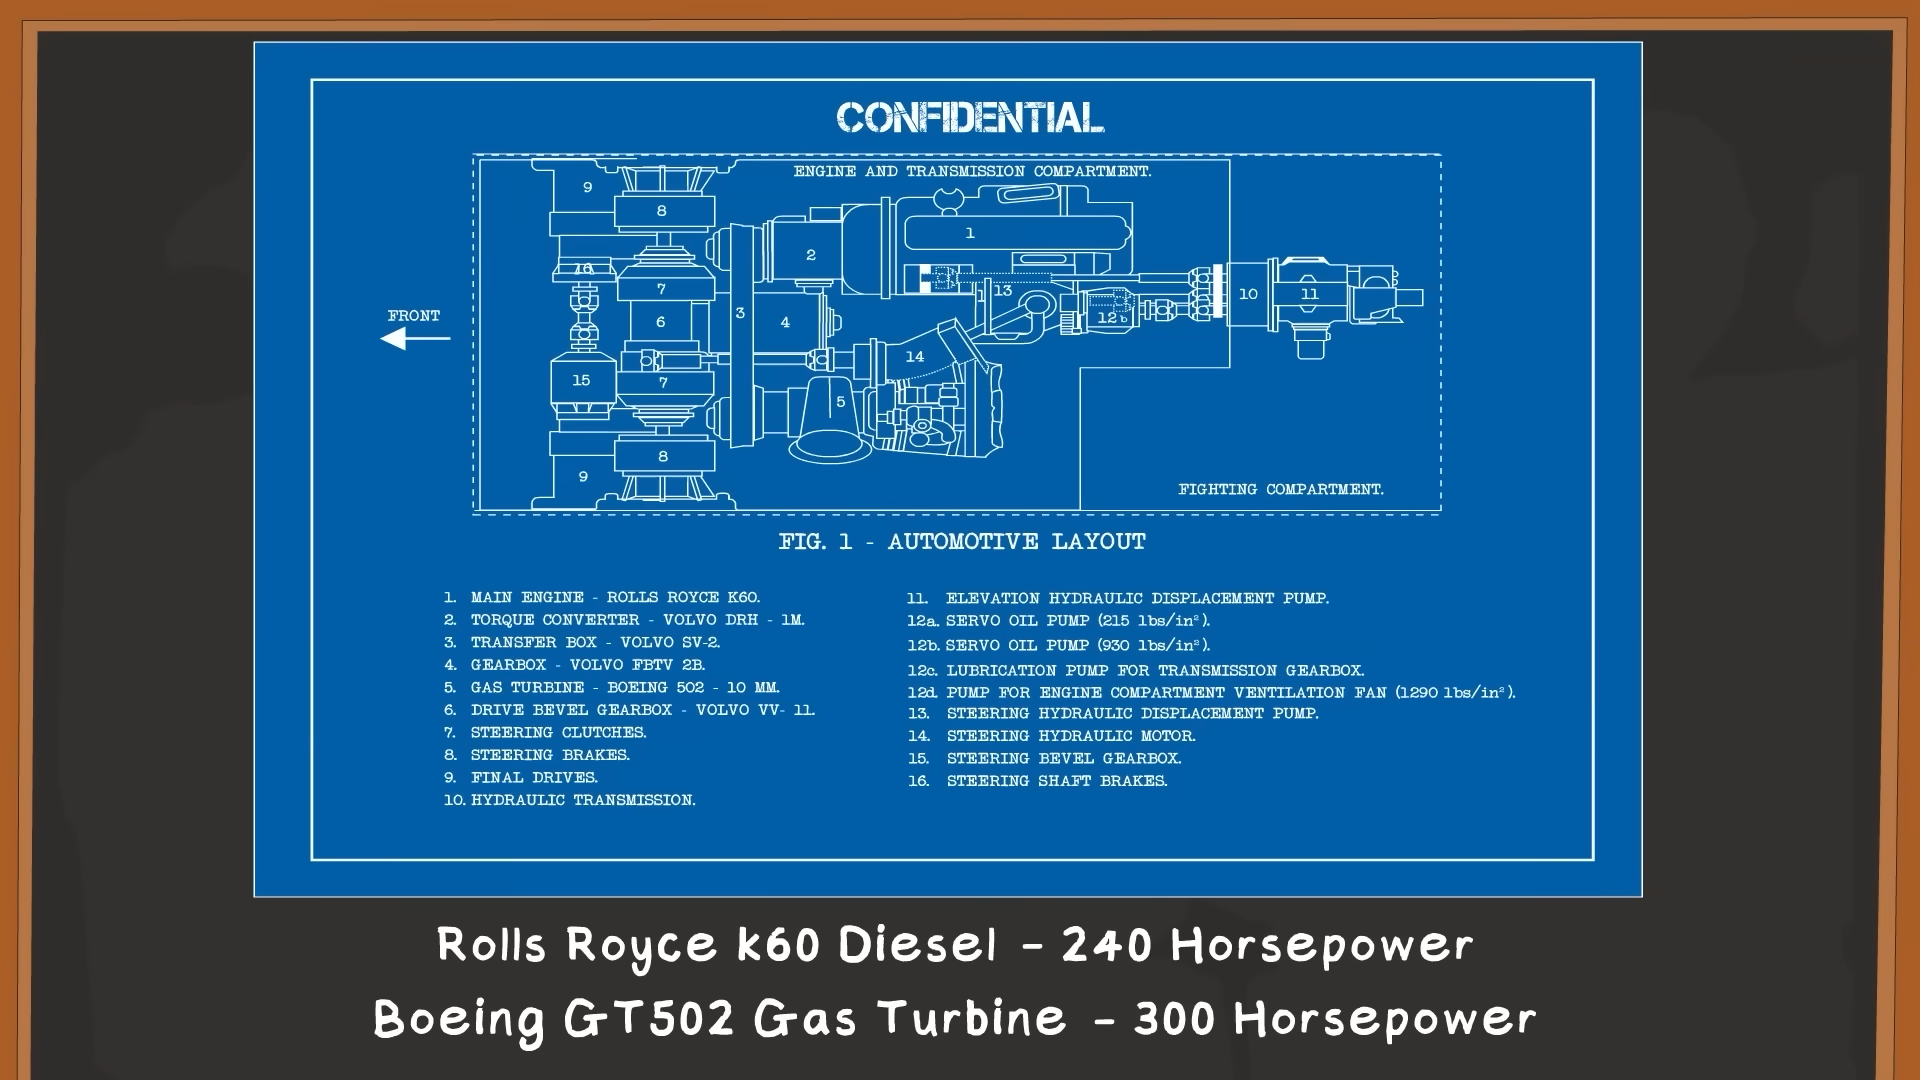 CONFIDENTIAL
ENGINE AND TRANSMISSION COMPARTMENT.
9
8
1
2
16
7
13
10
11
3
6
4
12b
FRONT
14
15
7
5
8
9
FIGHTING COMPARTMENT.
FIG. 1 - AUTOMOTIVE LAYOUT
1. MAIN ENGINE - ROLLS ROYCE K60.
2. TORQUE CONVERTER - VOLVO DRH - 1M.
3. TRANSFER BOX - VOLVO SV-2.
4. GEARBOX - VOLVO FBTV 2B.
5. GAS TURBINE - BOEING 502 - 10 MM.
6. DRIVE BEVEL GEARBOX - VOLVO VV- 11.
7. STEERING CLUTCHES.
8. STEERING BRAKES.
9. FINAL DRIVES.
10. HYDRAULIC TRANSMISSION.
11. ELEVATION HYDRAULIC DISPLACEMENT PUMP.
12a. SERVO OIL PUMP (215 lbs/in²).
12b. SERVO OIL PUMP (930 lbs/in²).
12c. LUBRICATION PUMP FOR TRANSMISSION GEARBOX.
12d. PUMP FOR ENGINE COMPARTMENT VENTILATION FAN (1290 lbs/in²).
13. STEERING HYDRAULIC DISPLACEMENT PUMP.
14. STEERING HYDRAULIC MOTOR.
15. STEERING BEVEL GEARBOX.
16. STEERING SHAFT BRAKES.
Rolls Royce k60 Diesel - 240 Horsepower
Boeing GT502 Gas Turbine - 300 Horsepower